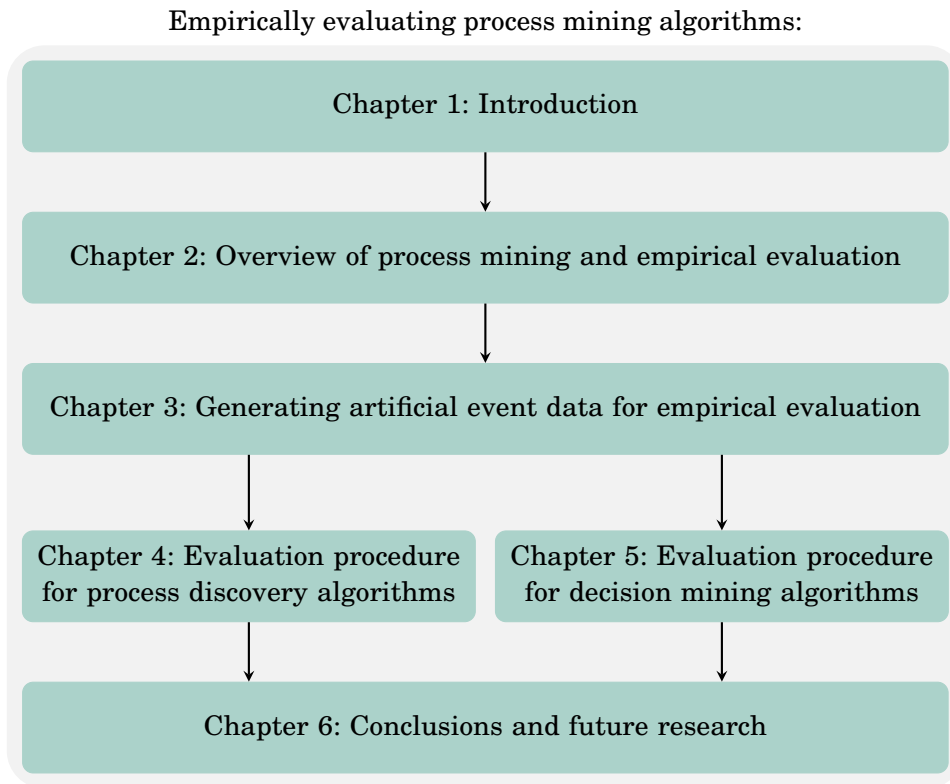 Empirically evaluating process mining algorithms:
Chapter 1: Introduction
Chapter 2: Overview of process mining and empirical evaluation
Chapter 3: Generating artificial event data for empirical evaluation
Chapter 4: Evaluation procedure
for process discovery algorithms
Chapter 5: Evaluation procedure
for decision mining algorithms
Chapter 6: Conclusions and future research